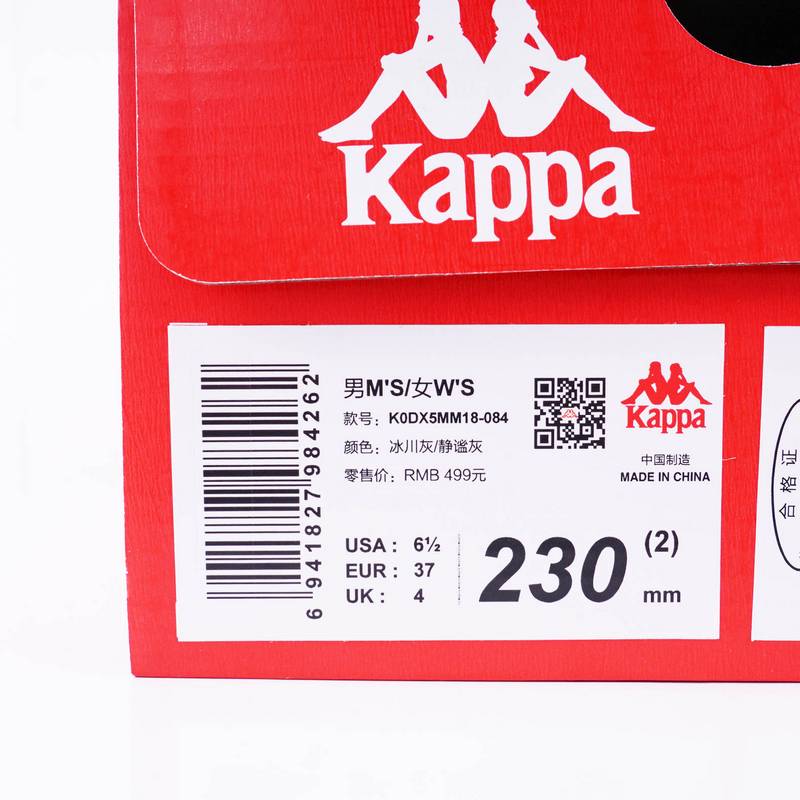 Kappa
男M'S/女W'S
款号：K0DX5MM18-084
颜色：冰川灰/静谧灰
零售价：RMB 499元
Kappa
中国制造
MADE IN CHINA
6 941827 984262
USA : 6½
EUR : 37
UK : 4
230 (2)
mm
合格证